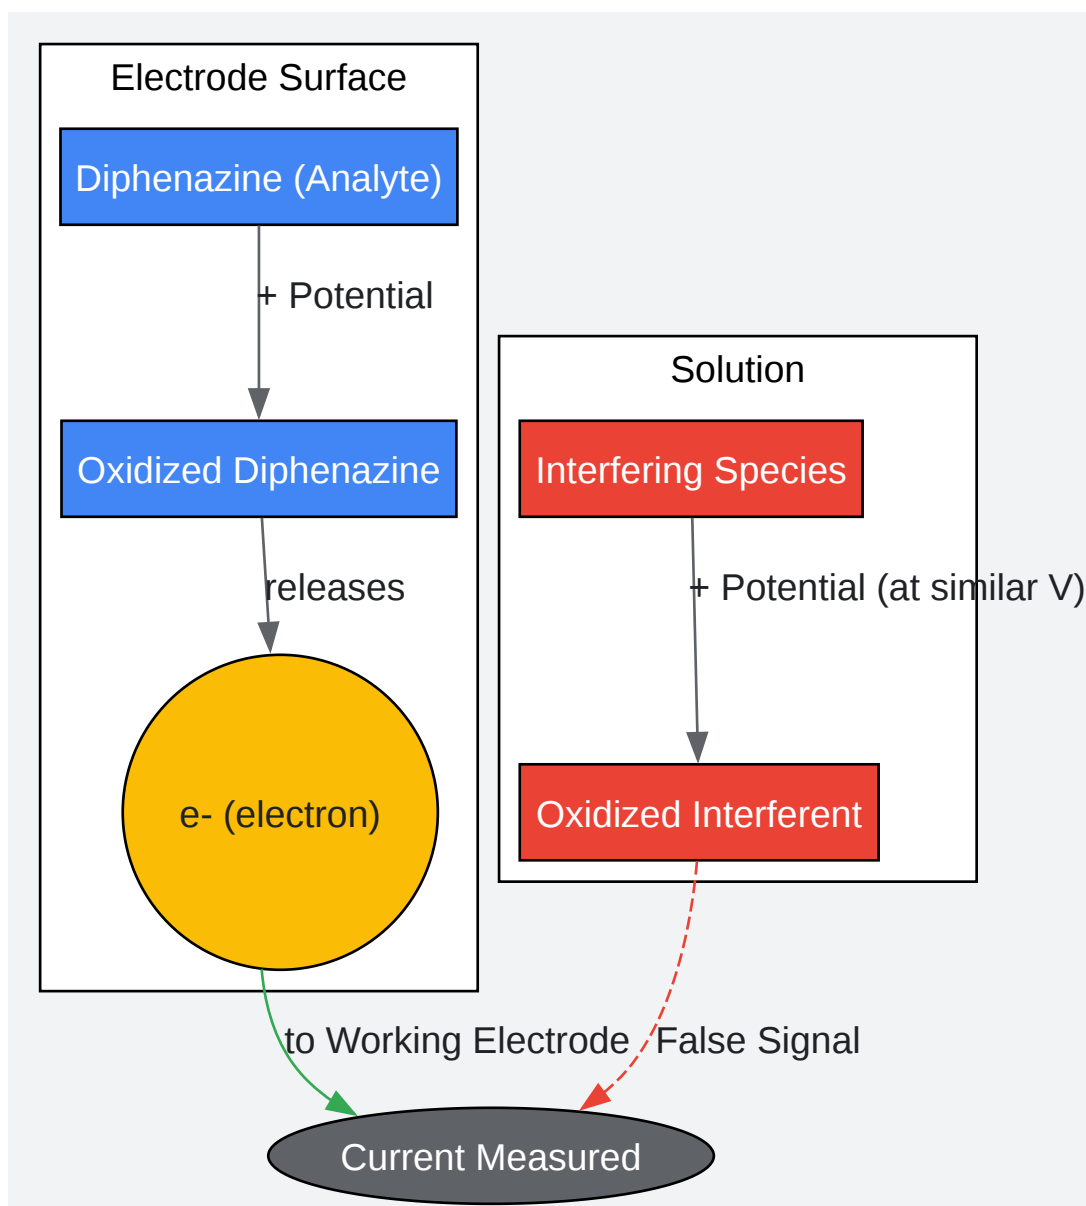 Electrode Surface
Diphenazine (Analyte)
+ Potential
Oxidized Diphenazine
releases
e- (electron)
Solution
Interfering Species
+ Potential (at similar V)
Oxidized Interferent
to Working Electrode
False Signal
Current Measured